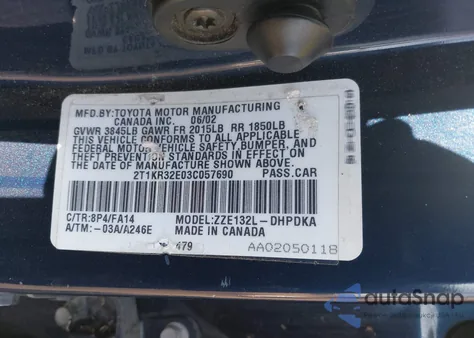 MFD.BY:TOYOTA MOTOR MANUFACTURING
CANADA INC. 06/02
GVWR 3845LB GAWR FR 2015LB RR 1850LB
THIS VEHICLE CONFORMS TO ALL APPLICABLE
FEDERAL MOTOR VEHICLE SAFETY,BUMPER, AND
THEFT PREVENTION STANDARDS IN EFFECT ON
THE DATE OF MANUFACTURE SHOWN ABOVE.
2T1KR32E03C057690 PASS.CAR
C/TR:8P4/FA14 MODEL:ZZE132L-DHPDKA
A/TM:-03A/A246E MADE IN CANADA
479 AA0205011B
autoSnap